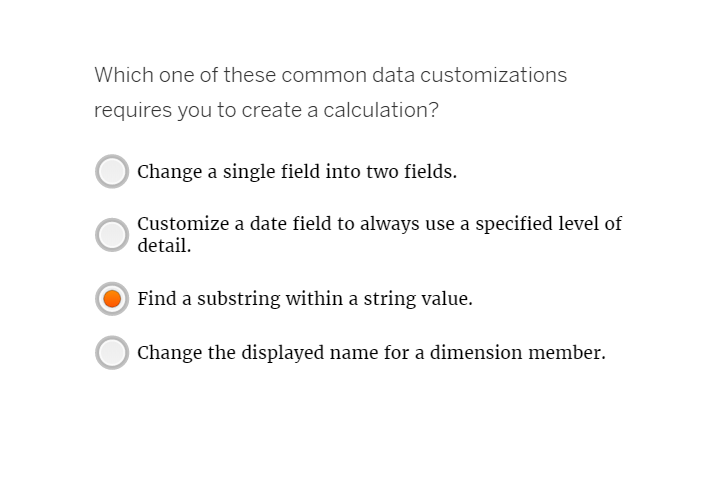 Which one of these common data customizations
requires you to create a calculation?
Change a single field into two fields.
Customize a date field to always use a specified level of
detail.
Find a substring within a string value.
Change the displayed name for a dimension member.